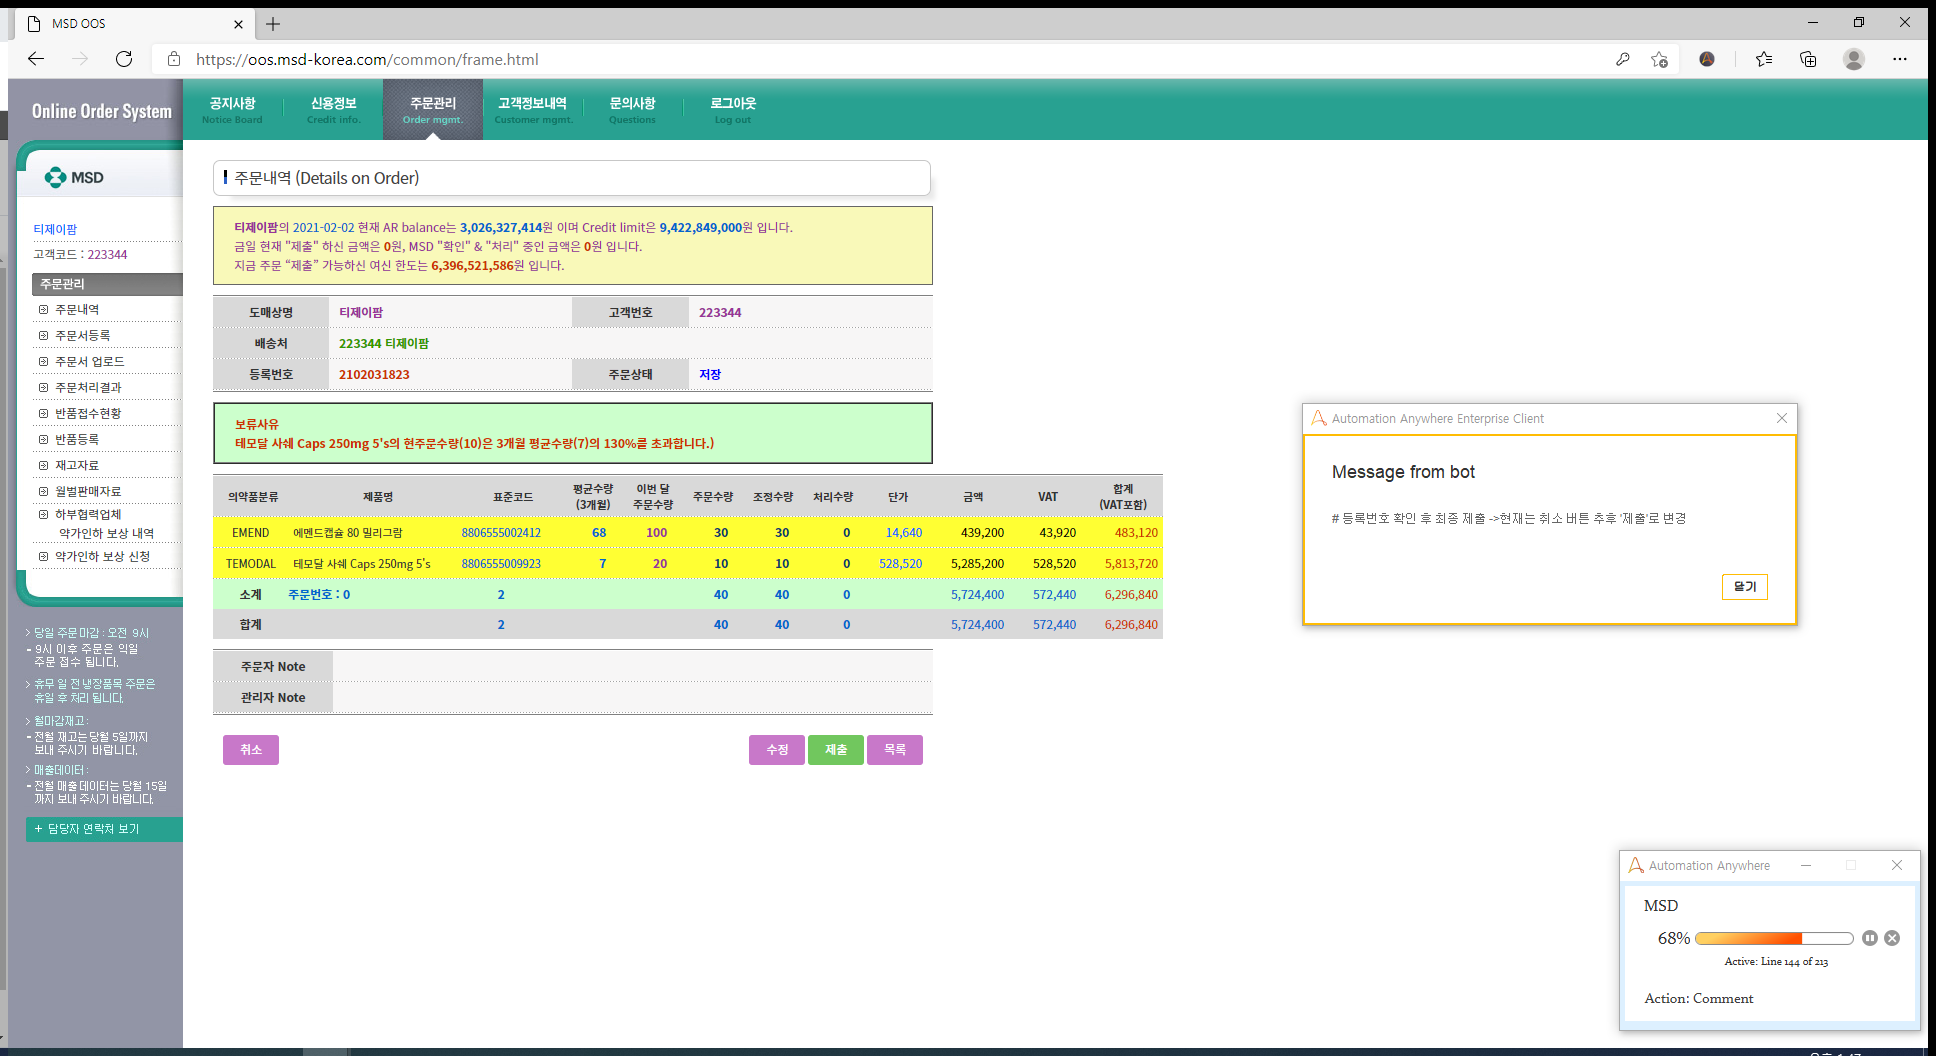 MSD OOS
https://oos.msd-korea.com/common/frame.html
Online Order System
공지사항
Notice Board
신용정보
Credit info.
주문관리
Order mgmt.
고객정보내역
Customer mgmt.
문의사항
Questions
로그아웃
Log out
MSD
티제이팜
고객코드 : 223344
주문관리
주문내역
주문서등록
주문서 업로드
주문처리결과
반품접수현황
반품등록
재고자료
월별판매자료
하부협력업체
약가인하 보상 내역
약가인하 보상 신청
> 당일 주문 마감 : 오전 9시
- 9시 이후 주문은 익일
주문 접수 됩니다.
> 휴무 일 전 냉장품목 주문은
휴일 후 처리 됩니다.
> 월마감재고 :
- 전월 재고는 당월 5일까지
보내 주시기 바랍니다.
> 매출데이터 :
- 전월 매출 데이터는 당월 15일
까지 보내 주시기 바랍니다.
+ 담당자 연락처 보기
주문내역 (Details on Order)
티제이팜의 2021-02-02 현재 AR balance는 3,026,327,414원 이며 Credit limit은 9,422,849,000원 입니다.
금일 현재 "제출" 하신 금액은 0원, MSD "확인" & "처리" 중인 금액은 0원 입니다.
지금 주문 “제출” 가능하신 여신 한도는 6,396,521,586원 입니다.
도매상명 티제이팜 고객번호 223344
배송처 223344 티제이팜
등록번호 2102031823 주문상태 저장
보류사유
테모달 사쉐 Caps 250mg 5's의 현주문수량(10)은 3개월 평균수량(7)의 130%를 초과합니다.)
의약품분류 제품명 표준코드 평균수량 (3개월) 이번 달 주문수량 주문수량 조정수량 처리수량 단가 금액 VAT 합계 (VAT포함)
EMEND 에멘드캡슐 80 밀리그람 8806555002412 68 100 30 30 0 14,640 439,200 43,920 483,120
TEMODAL 테모달 사쉐 Caps 250mg 5's 8806555009923 7 20 10 10 0 528,520 5,285,200 528,520 5,813,720
소계 주문번호 : 0 2 40 40 0 5,724,400 572,440 6,296,840
합계 2 40 40 0 5,724,400 572,440 6,296,840
주문자 Note
관리자 Note
취소 수정 제출 목록
Automation Anywhere Enterprise Client
Message from bot
# 등록번호 확인 후 최종 제출 ->현재는 취소 버튼 추후 '제출'로 변경
닫기
Automation Anywhere
MSD
68%
Active: Line 144 of 213
Action: Comment